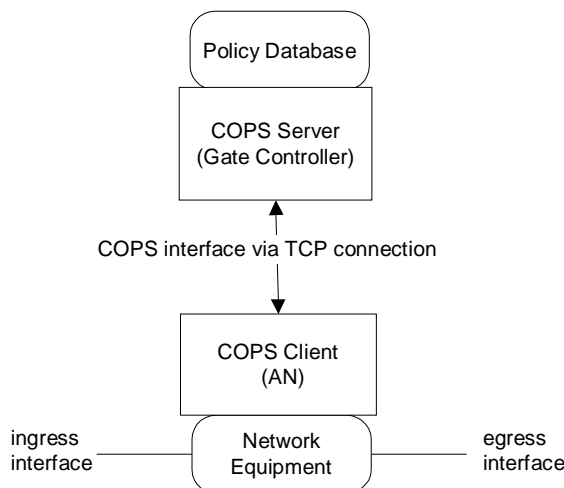 Policy Database
COPS Server
(Gate Controller)
COPS interface via TCP connection
COPS Client
(AN)
ingress
interface
Network
Equipment
egress
interface